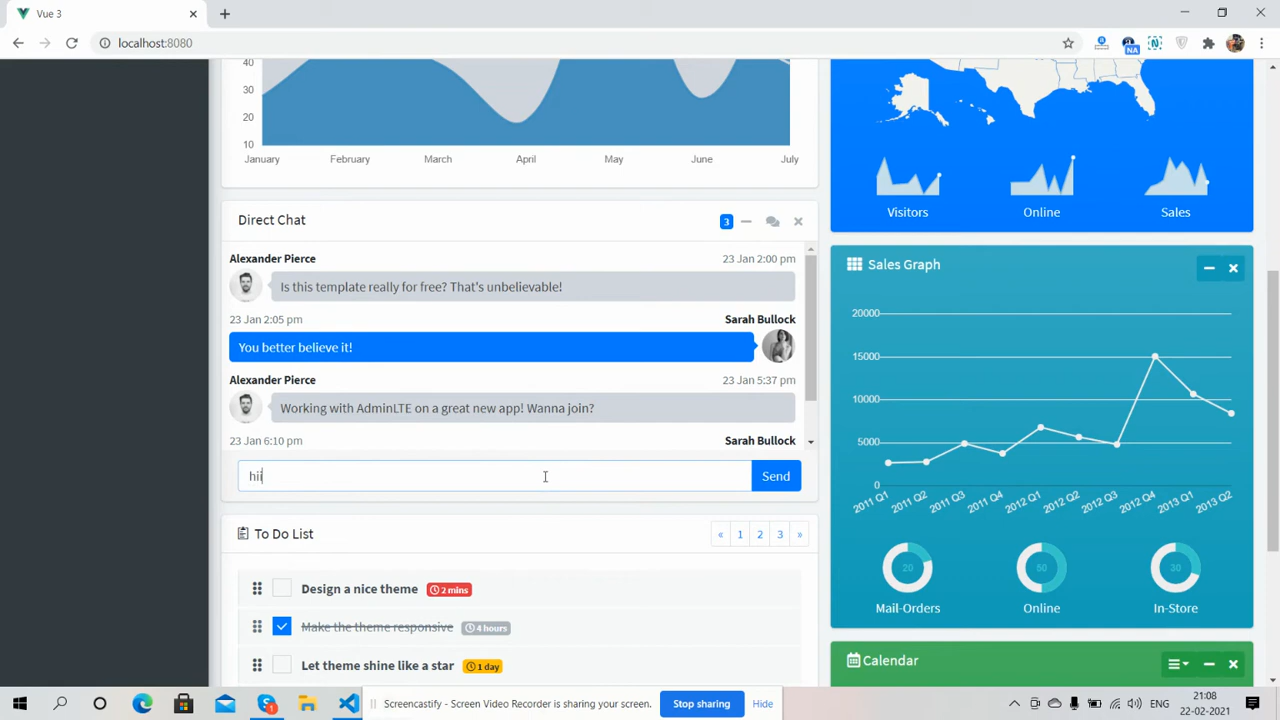 Vue 3
localhost:8080
NA
40
30
20
10
January February March April May June July
Direct Chat
3
Alexander Pierce
23 Jan 2:00 pm
Is this template really for free? That's unbelievable!
23 Jan 2:05 pm
Sarah Bullock
You better believe it!
Alexander Pierce
23 Jan 5:37 pm
Working with AdminLTE on a great new app! Wanna join?
23 Jan 6:10 pm
Sarah Bullock
hii
Send
To Do List
« 1 2 3 »
Design a nice theme 2 mins
Make the theme responsive 4 hours
Let theme shine like a star 1 day
Visitors
Online
Sales
Sales Graph
20000
15000
10000
5000
0
2011 Q1 2011 Q2 2011 Q3 2011 Q4 2012 Q1 2012 Q2 2012 Q3 2012 Q4 2013 Q1 2013 Q2
20
50
30
Mail-Orders
Online
In-Store
Calendar
1
Screencastify - Screen Video Recorder is sharing your screen.
Stop sharing
Hide
ENG
21:08
22-02-2021